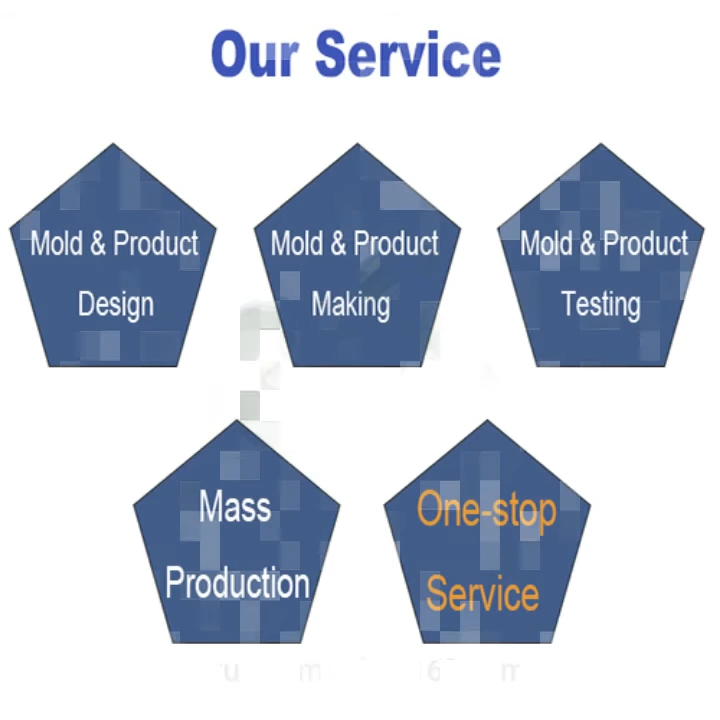 Our Service
Mold & Product
Design
Mold & Product
Making
Mold & Product
Testing
Mass
Production
One-stop
Service